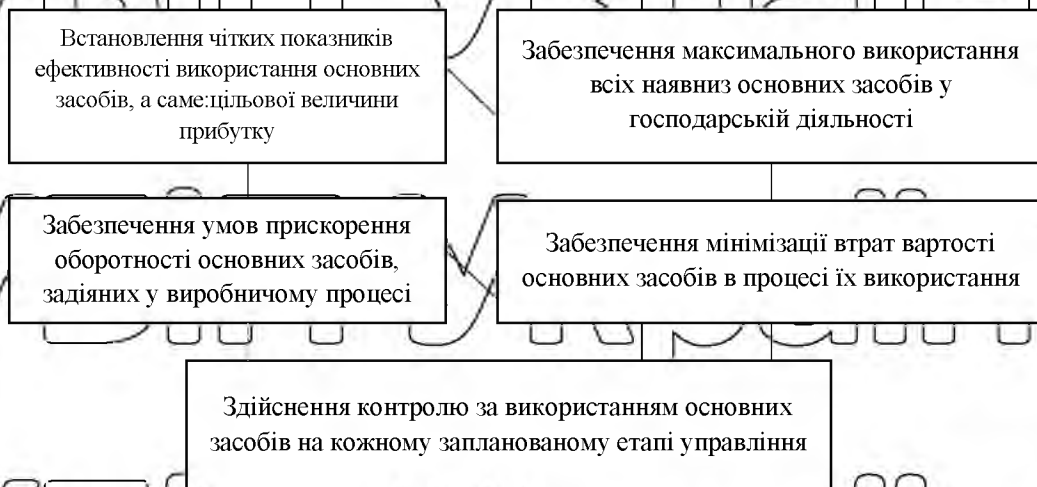 Встановлення чітких показників
ефективності використання основних
засобів, а саме:цільової величини
прибутку
Забезпечення максимального використання
всіх наявниз основних засобів у
господарській діяльності
Забезпечення умов прискорення
оборотності основних засобів,
задіяних у виробничому процесі
Забезпечення мінімізації втрат вартості
основних засобів в процесі їх використання
Здійснення контролю за використанням основних
засобів на кожному запланованому етапі управління